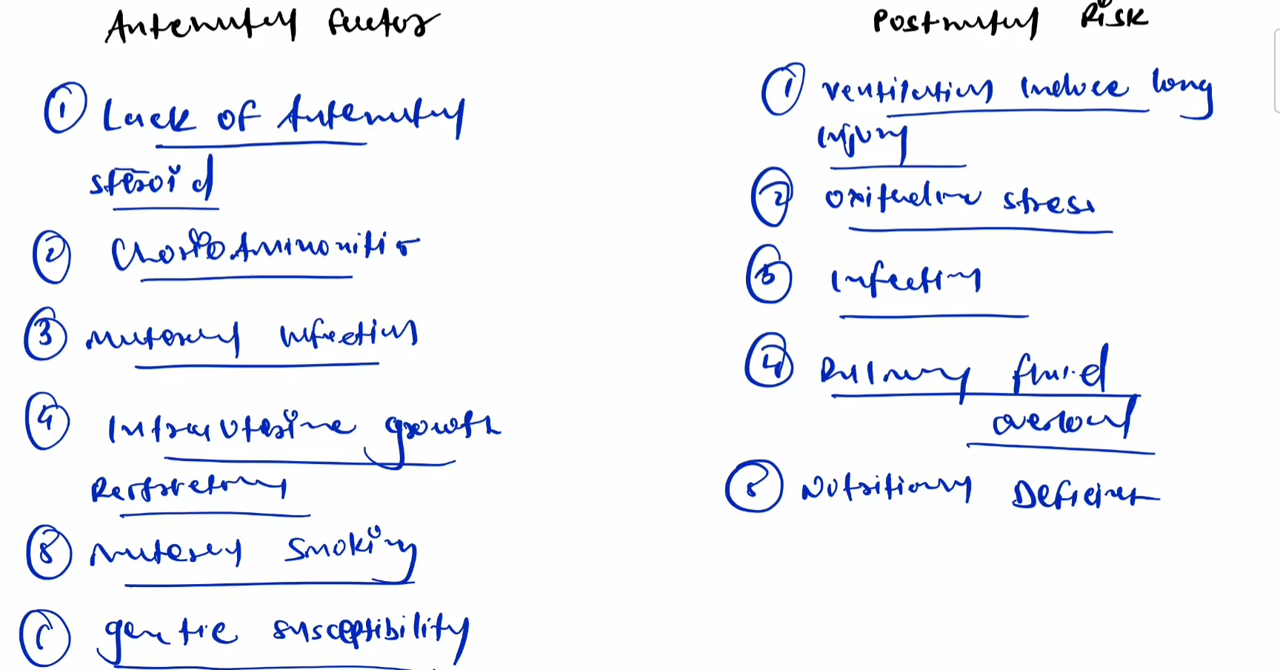 Antenatal factor
① Lack of Antenatal
steroid
② Chorioamnionitis
③ Maternal infection
④ Intrauterine growth
Restriction
⑤ Maternal smoking
⑥ genetic susceptibility
Postnatal Risk
① ventilation induce long
injury
② oxidative stress
③ infection
④ Pulmonary fluid
overload
⑤ Nutritional Deficient